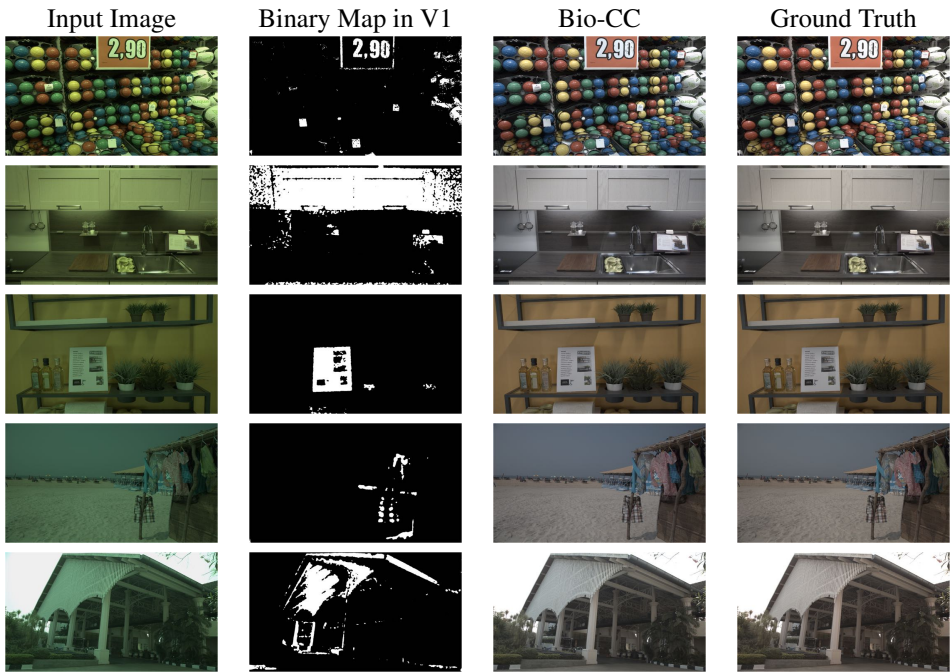 Input Image
Binary Map in V1
Bio-CC
Ground Truth
2,90
2,90
2,90
2,90